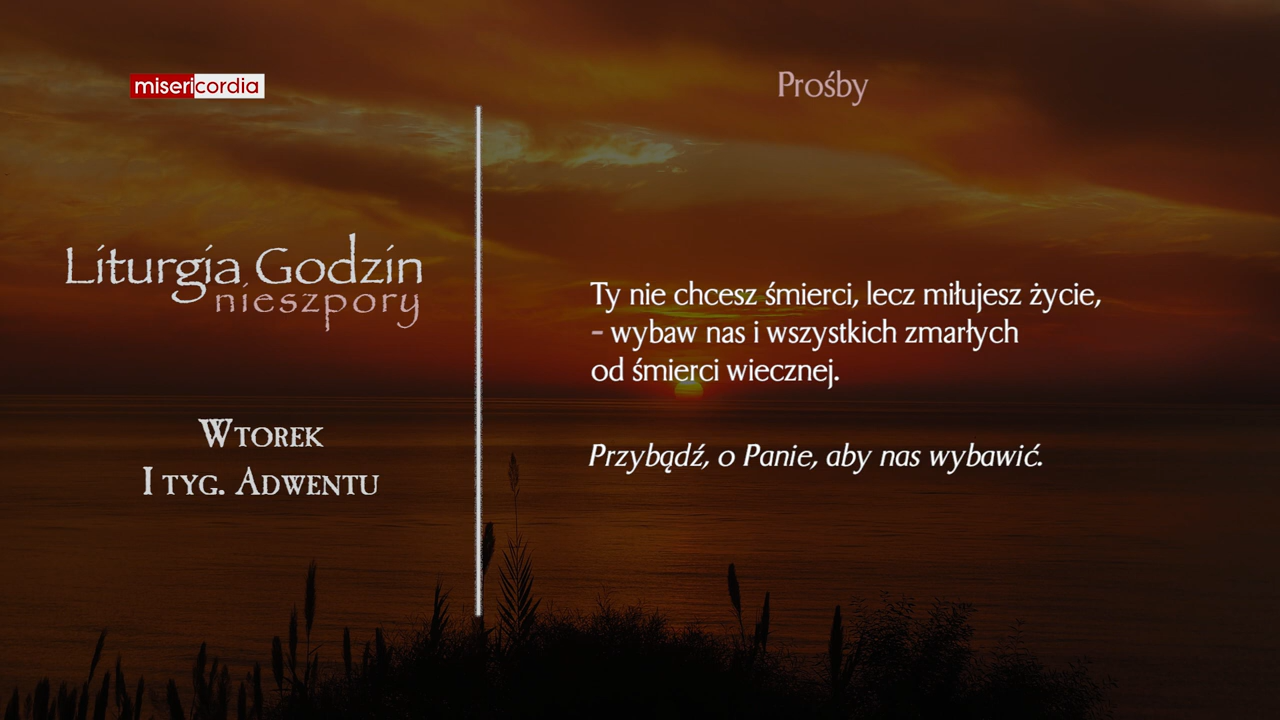 misericordia
Prośby
Liturgia Godzin
nieszpory
Wtorek
I tyg. Adwentu
Ty nie chcesz śmierci, lecz miłujesz życie,
- wybaw nas i wszystkich zmarłych
od śmierci wiecznej.
Przybądź, o Panie, aby nas wybawić.